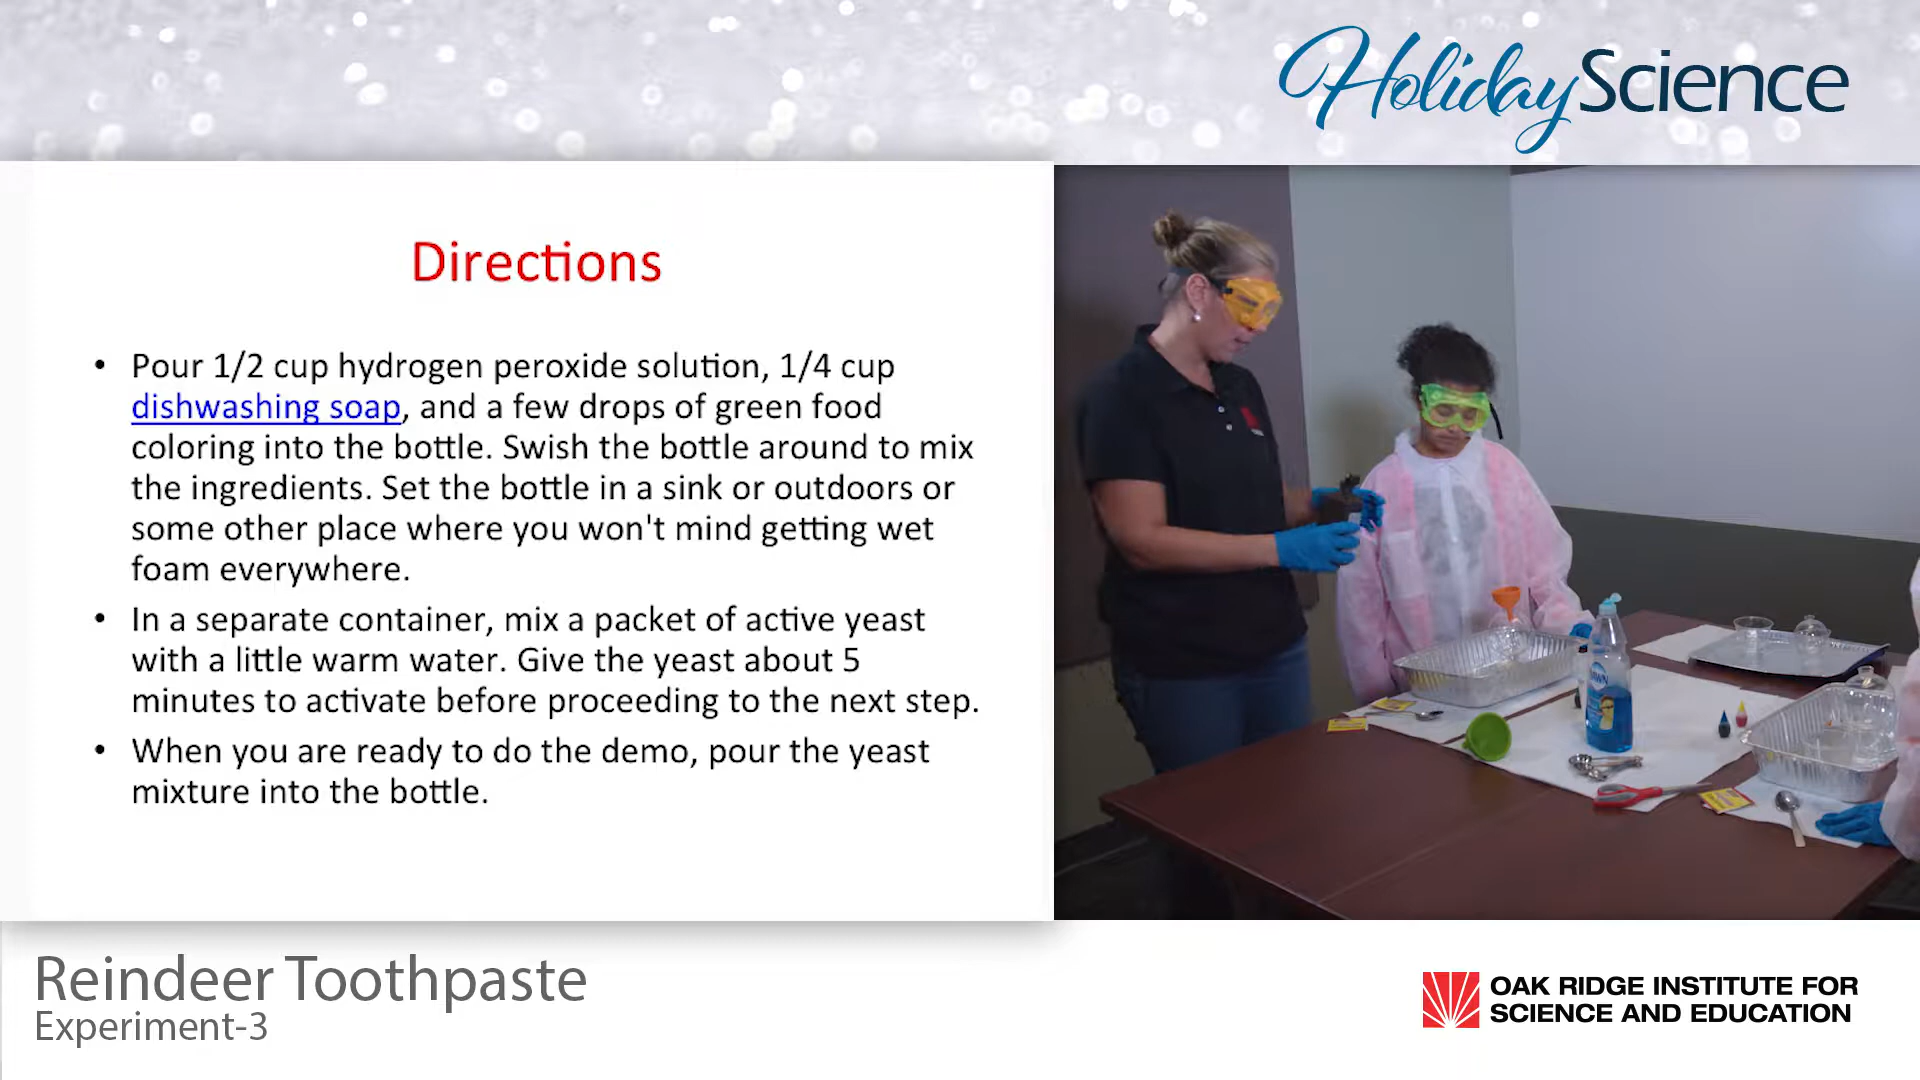 HolidayScience
Directions
• Pour 1/2 cup hydrogen peroxide solution, 1/4 cup
dishwashing soap, and a few drops of green food
coloring into the bottle. Swish the bottle around to mix
the ingredients. Set the bottle in a sink or outdoors or
some other place where you won't mind getting wet
foam everywhere.
• In a separate container, mix a packet of active yeast
with a little warm water. Give the yeast about 5
minutes to activate before proceeding to the next step.
• When you are ready to do the demo, pour the yeast
mixture into the bottle.
DAWN
Reindeer Toothpaste
Experiment-3
OAK RIDGE INSTITUTE FOR
SCIENCE AND EDUCATION